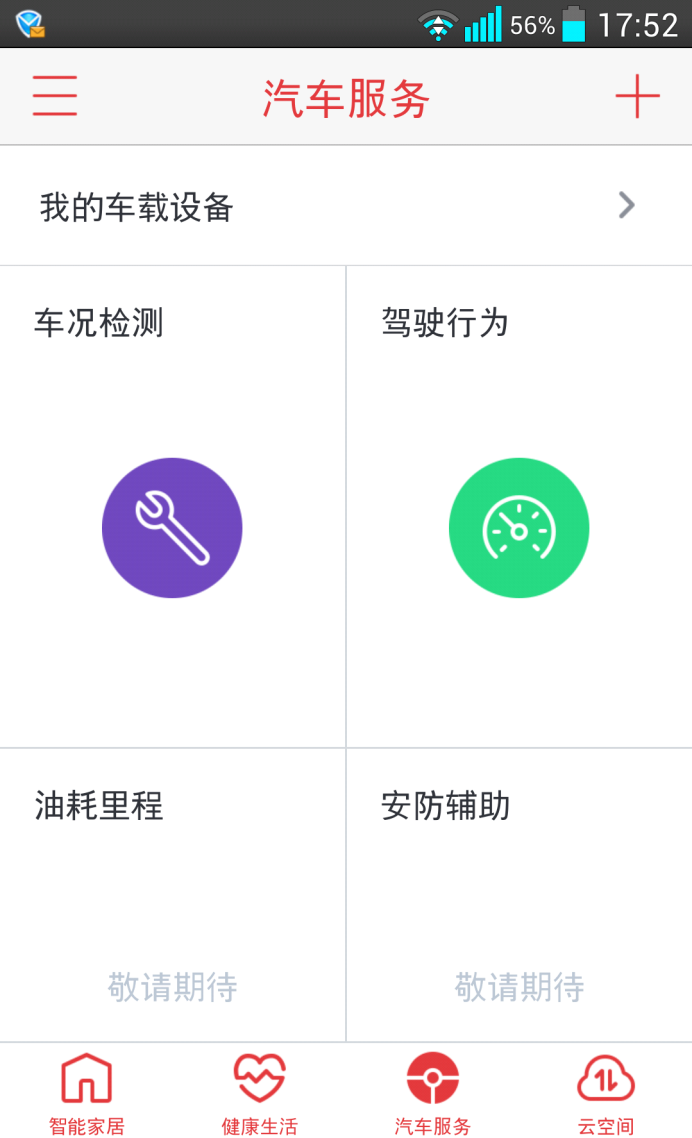 56% 17:52
汽车服务
我的车载设备
车况检测 驾驶行为
油耗里程 安防辅助
敬请期待 敬请期待
智能家居 健康生活 汽车服务 云空间